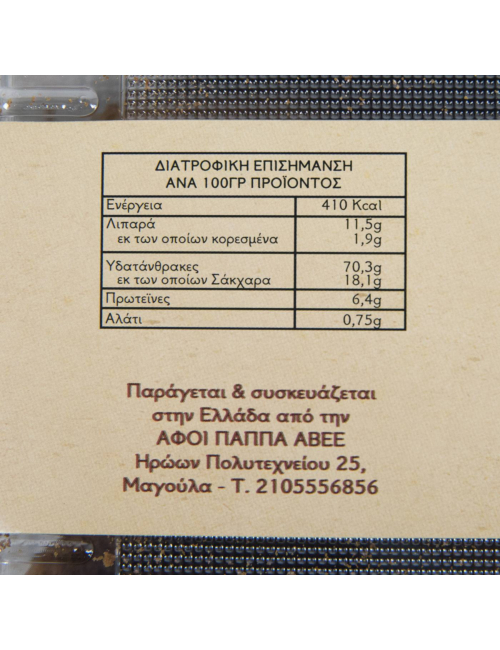 ΔΙΑΤΡΟΦΙΚΗ ΕΠΙΣΗΜΑΝΣΗ
ΑΝΑ 100ΓΡ ΠΡΟΪΟΝΤΟΣ
Ενέργεια 410 Kcal
Λιπαρά 11,5g
εκ των οποίων κορεσμένα 1,9g
Υδατάνθρακες 70,3g
εκ των οποίων Σάκχαρα 18,1g
Πρωτεϊνες 6,4g
Αλάτι 0,75g
Παράγεται & συσκευάζεται
στην Ελλάδα από την
ΑΦΟΙ ΠΑΠΠΑ ΑΒΕΕ
Ηρώων Πολυτεχνείου 25,
Μαγούλα - Τ. 2105556856